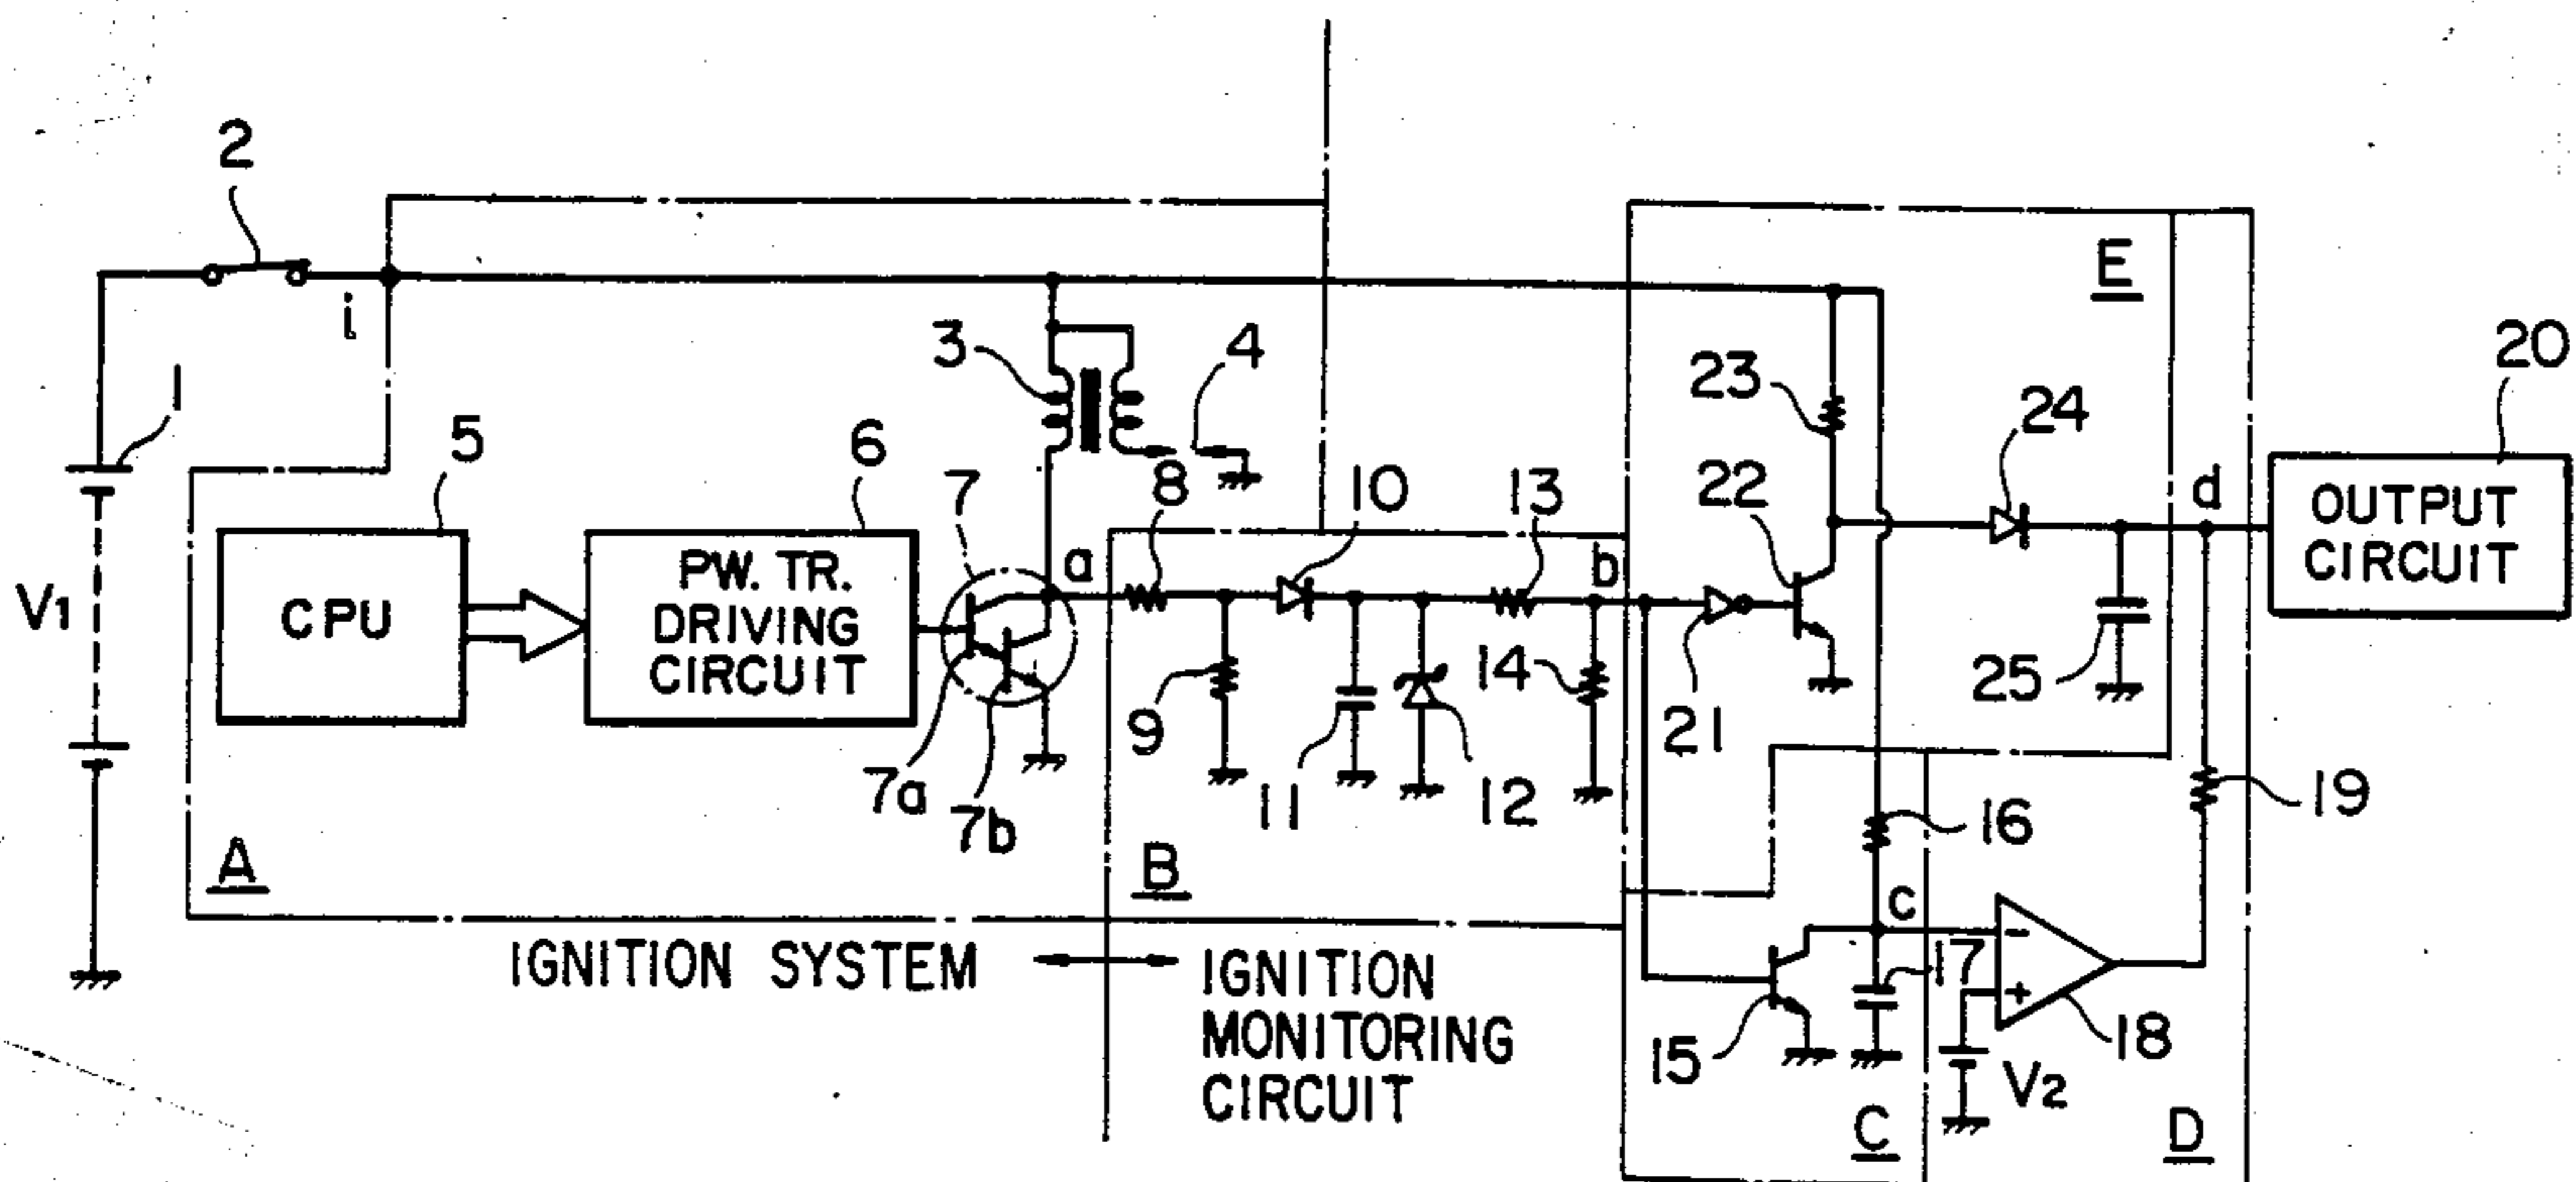 2
E
i
3
4
23
20
1
5
6
24
7
8
10
13
22
d
OUTPUT
CIRCUIT
V1
CPU
PW. TR.
DRIVING
CIRCUIT
a
b
9
14
21
25
7a
7b
11
12
16
19
A
B
c
17
IGNITION SYSTEM
IGNITION
MONITORING
CIRCUIT
-
+
15
18
V2
C
D